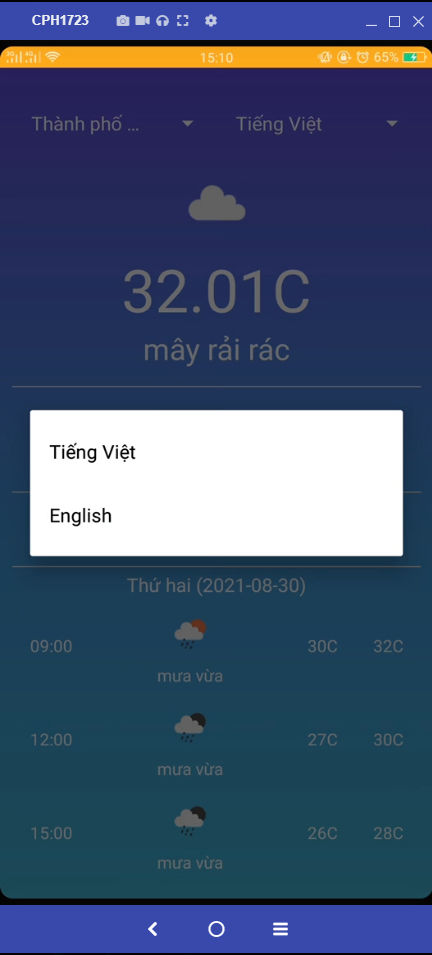 CPH1723
15:10
65%
Thành phố ...
Tiếng Việt
32.01C
mây rải rác
Tiếng Việt
English
Thứ hai (2021-08-30)
09:00
30C
32C
mưa vừa
12:00
27C
30C
mưa vừa
15:00
26C
28C
mưa vừa